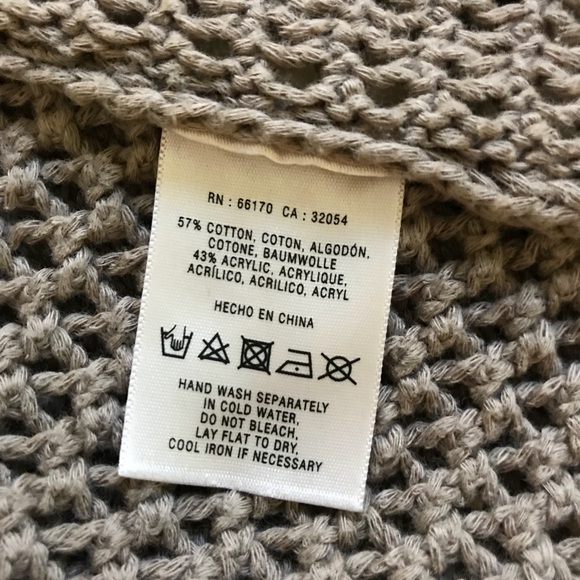 RN : 66170 CA : 32054
57% COTTON, COTON, ALGODÓN,
COTONE, BAUMWOLLE
43% ACRYLIC, ACRYLIQUE,
ACRÍLICO, ACRILICO, ACRYL
HECHO EN CHINA
HAND WASH SEPARATELY
IN COLD WATER,
DO NOT BLEACH,
LAY FLAT TO DRY,
COOL IRON IF NECESSARY